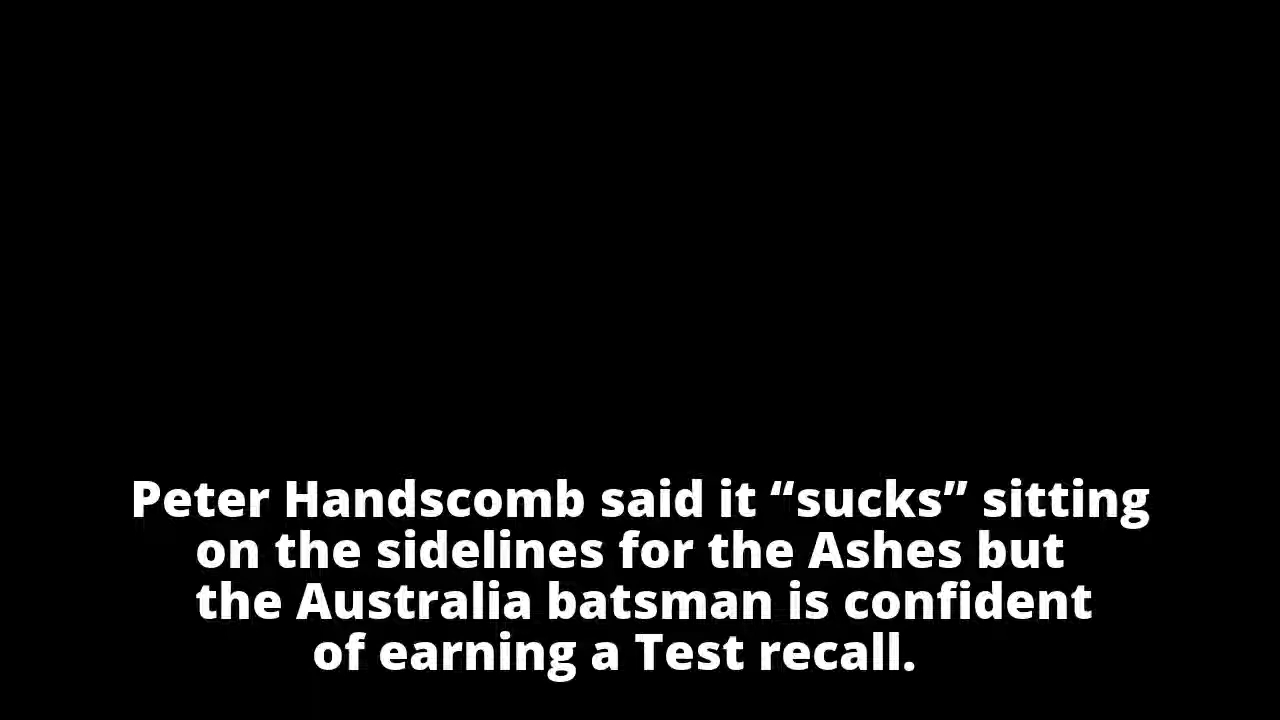 Peter Handscomb said it “sucks” sitting
on the sidelines for the Ashes but
the Australia batsman is confident
of earning a Test recall.